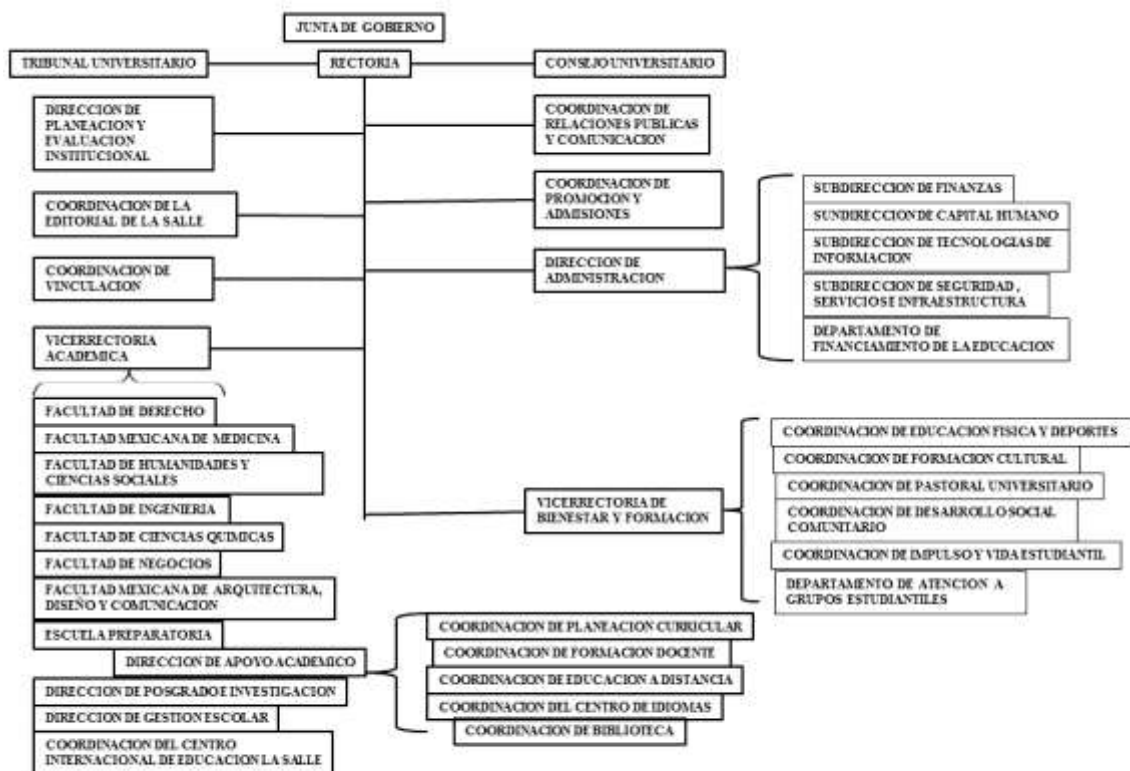 JUNTA DE GOBIERNO
TRIBUNAL UNIVERSITARIO
RECTORIA
CONSEJO UNIVERSITARIO
DIRECCION DE
PLANEACION Y
EVALUACION
INSTITUCIONAL
COORDINACION DE
RELACIONES PUBLICAS
Y COMUNICACION
COORDINACION DE LA
EDITORIAL DE LA SALLE
COORDINACION DE
PROMOCION Y
ADMISIONES
COORDINACION DE
VINCULACION
DIRECCION DE
ADMINISTRACION
SUBDIRECCION DE FINANZAS
SUNDIRECCION DE CAPITAL HUMANO
SUBDIRECCION DE TECNOLOGIAS DE
INFORMACION
SUBDIRECCION DE SEGURIDAD ,
SERVICIOS E INFRAESTRUCTURA
DEPARTAMENTO DE
FINANCIAMIENTO DE LA EDUCACION
VICERRECTORIA
ACADEMICA
FACULTAD DE DERECHO
FACULTAD MEXICANA DE MEDICINA
FACULTAD DE HUMANIDADES Y
CIENCIAS SOCIALES
FACULTAD DE INGENIERIA
FACULTAD DE CIENCIAS QUIMICAS
FACULTAD DE NEGOCIOS
FACULTAD MEXICANA DE ARQUITECTURA,
DISEÑO Y COMUNICACION
ESCUELA PREPARATORIA
DIRECCION DE APOYO ACADEMICO
DIRECCION DE POSGRADO E INVESTIGACION
DIRECCION DE GESTION ESCOLAR
COORDINACION DEL CENTRO
INTERNACIONAL DE EDUCACION LA SALLE
COORDINACION DE PLANEACION CURRICULAR
COORDINACION DE FORMACION DOCENTE
COORDINACION DE EDUCACION A DISTANCIA
COORDINACION DEL CENTRO DE IDIOMAS
COORDINACION DE BIBLIOTECA
VICERRECTORIA DE
BIENESTAR Y FORMACION
COORDINACION DE EDUCACION FISICA Y DEPORTES
COORDINACION DE FORMACION CULTURAL
COORDINACION DE PASTORAL UNIVERSITARIO
COORDINACION DE DESARROLLO SOCIAL
COMUNITARIO
COORDINACION DE IMPULSO Y VIDA ESTUDIANTIL
DEPARTAMENTO DE ATENCION A
GRUPOS ESTUDIANTILES